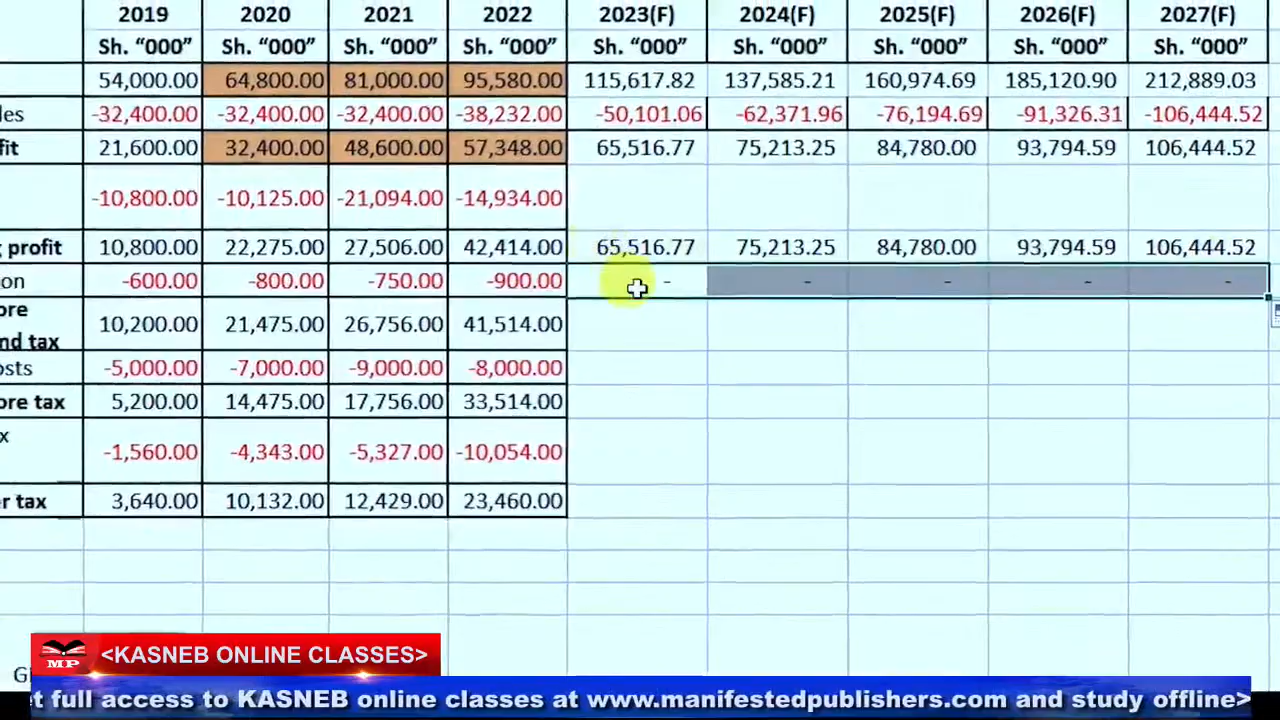 2019 2020 2021 2022 2023(F) 2024(F) 2025(F) 2026(F) 2027(F)
Sh. "000" Sh. "000" Sh. "000" Sh. "000" Sh. "000" Sh. "000" Sh. "000" Sh. "000" Sh. "000"
54,000.00 64,800.00 81,000.00 95,580.00 115,617.82 137,585.21 160,974.69 185,120.90 212,889.03
les -32,400.00 -32,400.00 -32,400.00 -38,232.00 -50,101.06 -62,371.96 -76,194.69 -91,326.31 -106,444.52
fit 21,600.00 32,400.00 48,600.00 57,348.00 65,516.77 75,213.25 84,780.00 93,794.59 106,444.52
-10,800.00 -10,125.00 -21,094.00 -14,934.00
g profit 10,800.00 22,275.00 27,506.00 42,414.00 65,516.77 75,213.25 84,780.00 93,794.59 106,444.52
on -600.00 -800.00 -750.00 -900.00 - - - - -
ore
nd tax 10,200.00 21,475.00 26,756.00 41,514.00
osts -5,000.00 -7,000.00 -9,000.00 -8,000.00
ore tax 5,200.00 14,475.00 17,756.00 33,514.00
x
-1,560.00 -4,343.00 -5,327.00 -10,054.00
er tax 3,640.00 10,132.00 12,429.00 23,460.00
MP <KASNEB ONLINE CLASSES>
et full access to KASNEB online classes at www.manifestedpublishers.com and study offline>